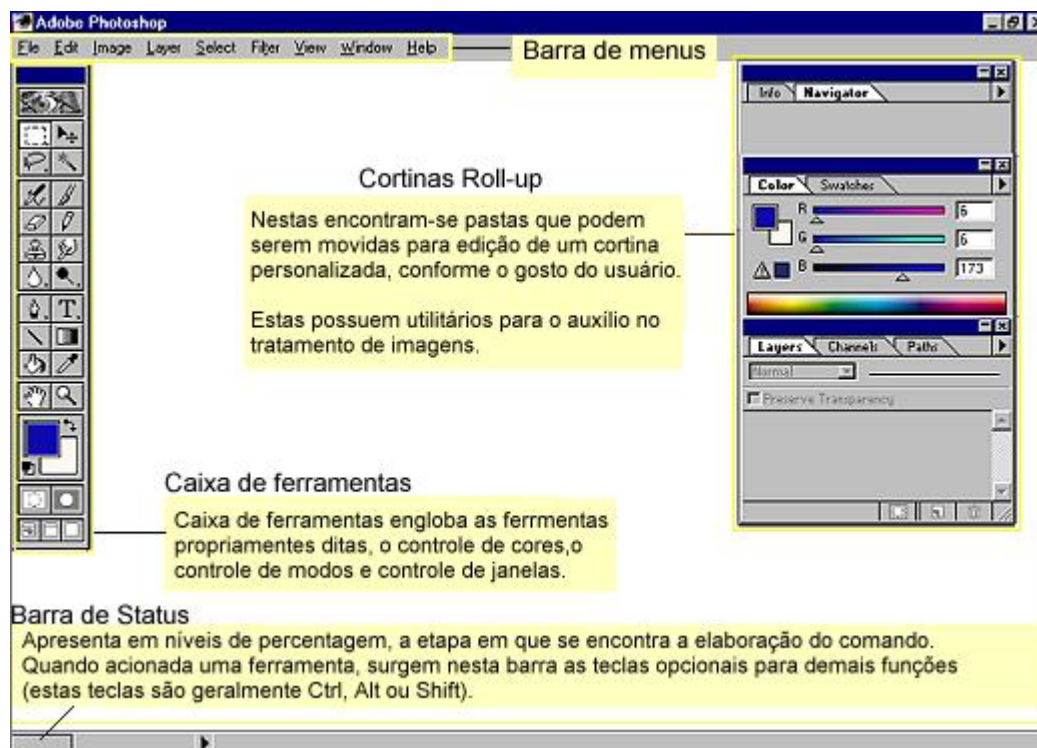 Adobe Photoshop
File Edit Image Layer Select Filter View Window Help
Barra de menus
Info Navigator
Cortinas Roll-up
Nestas encontram-se pastas que podem
serem movidas para edição de um cortina
personalizada, conforme o gosto do usuário.
Estas possuem utilitários para o auxílio no
tratamento de imagens.
Color Swatches
R 6
G 6
B 173
Layers Channels Paths
Normal
Preserve Transparency
T
Caixa de ferramentas
Caixa de ferramentas engloba as ferrmentas
propriamentes ditas, o controle de cores,o
controle de modos e controle de janelas.
Barra de Status
Apresenta em níveis de percentagem, a etapa em que se encontra a elaboração do comando.
Quando acionada uma ferramenta, surgem nesta barra as teclas opcionais para demais funções
(estas teclas são geralmente Ctrl, Alt ou Shift).